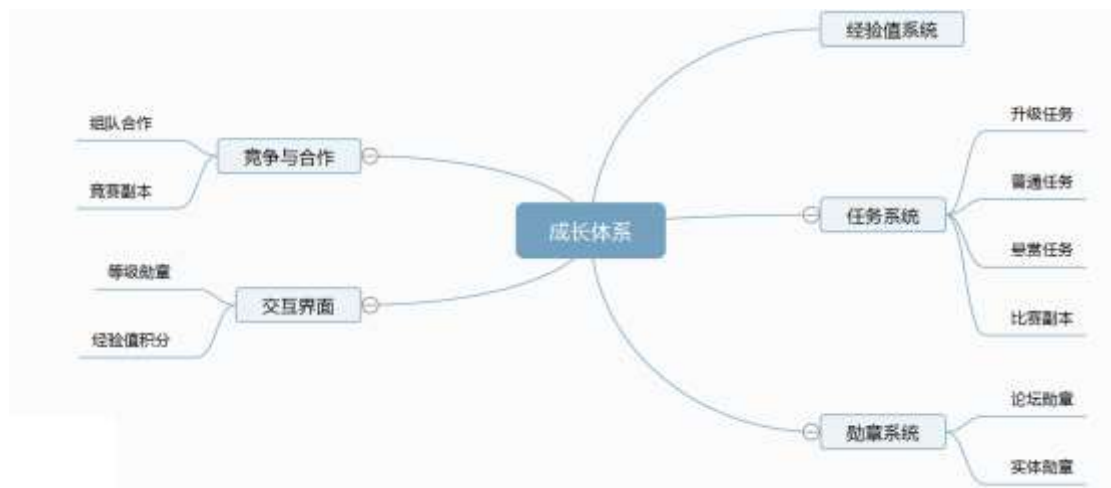 经验值系统
升级任务
组队合作
竞争与合作
普通任务
竞赛副本
任务系统
成长体系
悬赏任务
等级勋章
交互界面
比赛副本
经验值积分
论坛勋章
勋章系统
实体勋章